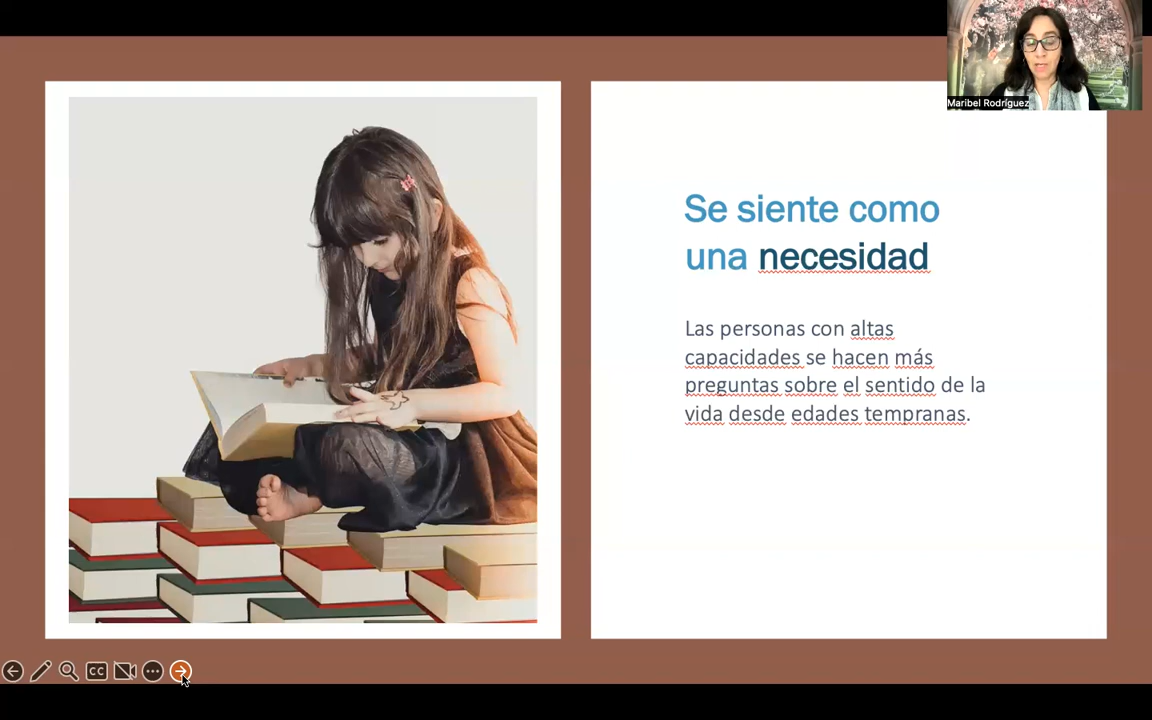 Maribel Rodríguez
Se siente como
una necesidad
Las personas con altas
capacidades se hacen más
preguntas sobre el sentido de la
vida desde edades tempranas.
CC